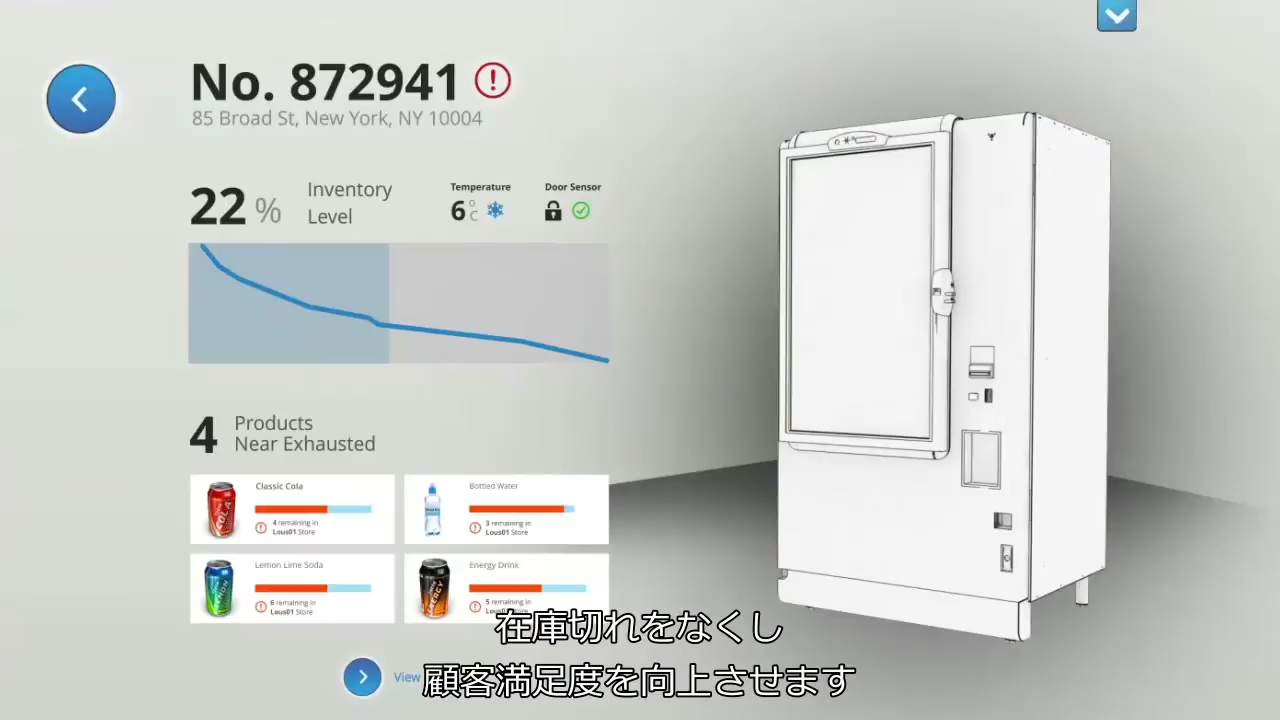 No. 872941
85 Broad St, New York, NY 10004
22 %
Inventory
Level
Temperature
6 °C
Door Sensor
4
Products
Near Exhausted
Classic Cola
4 remaining in
Lous01 Store
Bottled Water
3 remaining in
Lous01 Store
Lemon Lime Soda
6 remaining in
Lous01 Store
Energy Drink
5 remaining in
View
在庫切れをなくし
顧客満足度を向上させます